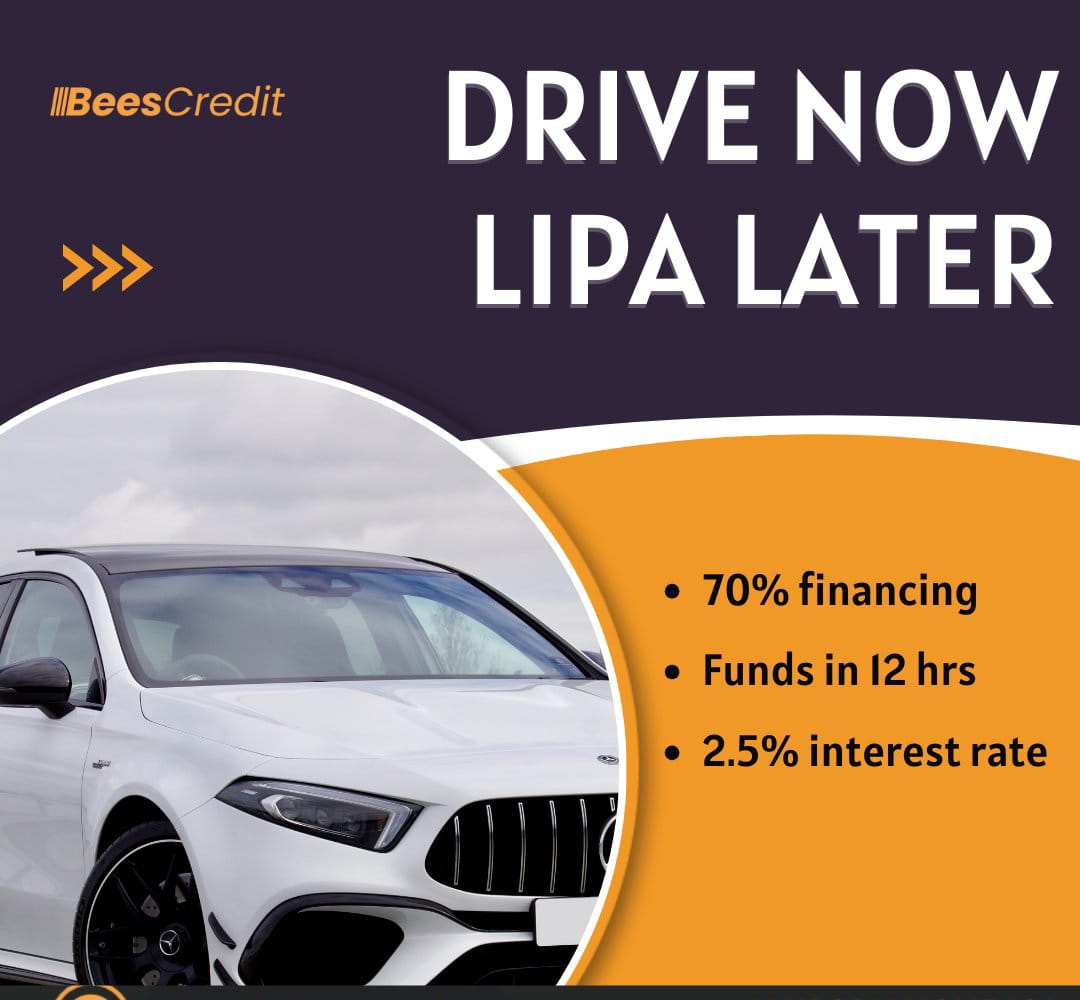 BeesCredit
DRIVE NOW
LIPA LATER
• 70% financing
• Funds in 12 hrs
• 2.5% interest rate